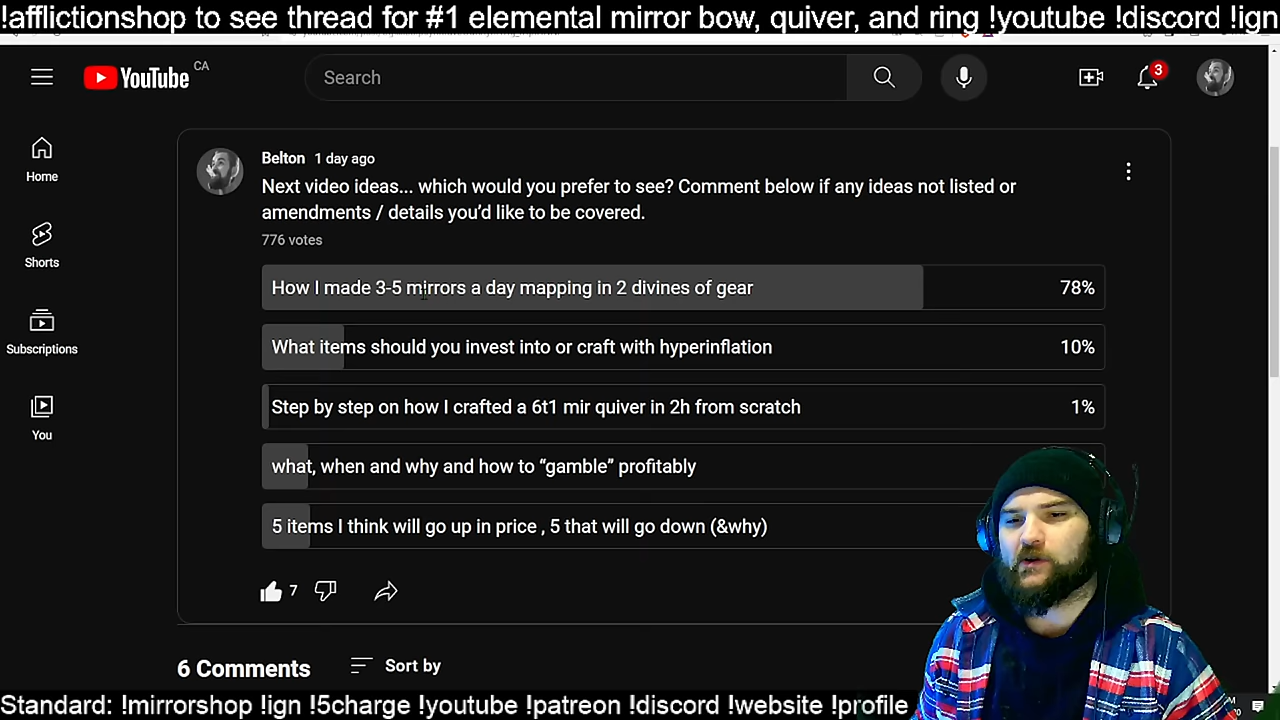 !afflictionshop to see thread for #1 elemental mirror bow, quiver, and ring !youtube !discord !ign
YouTube CA
Search
3
Home
Shorts
Subscriptions
You
Belton 1 day ago
Next video ideas... which would you prefer to see? Comment below if any ideas not listed or
amendments / details you’d like to be covered.
776 votes
How I made 3-5 mirrors a day mapping in 2 divines of gear 78%
What items should you invest into or craft with hyperinflation 10%
Step by step on how I crafted a 6t1 mir quiver in 2h from scratch 1%
what, when and why and how to “gamble” profitably
5 items I think will go up in price , 5 that will go down (&why)
7
6 Comments Sort by
Standard: !mirrorshop !ign !5charge !youtube !patreon !discord !website !profile